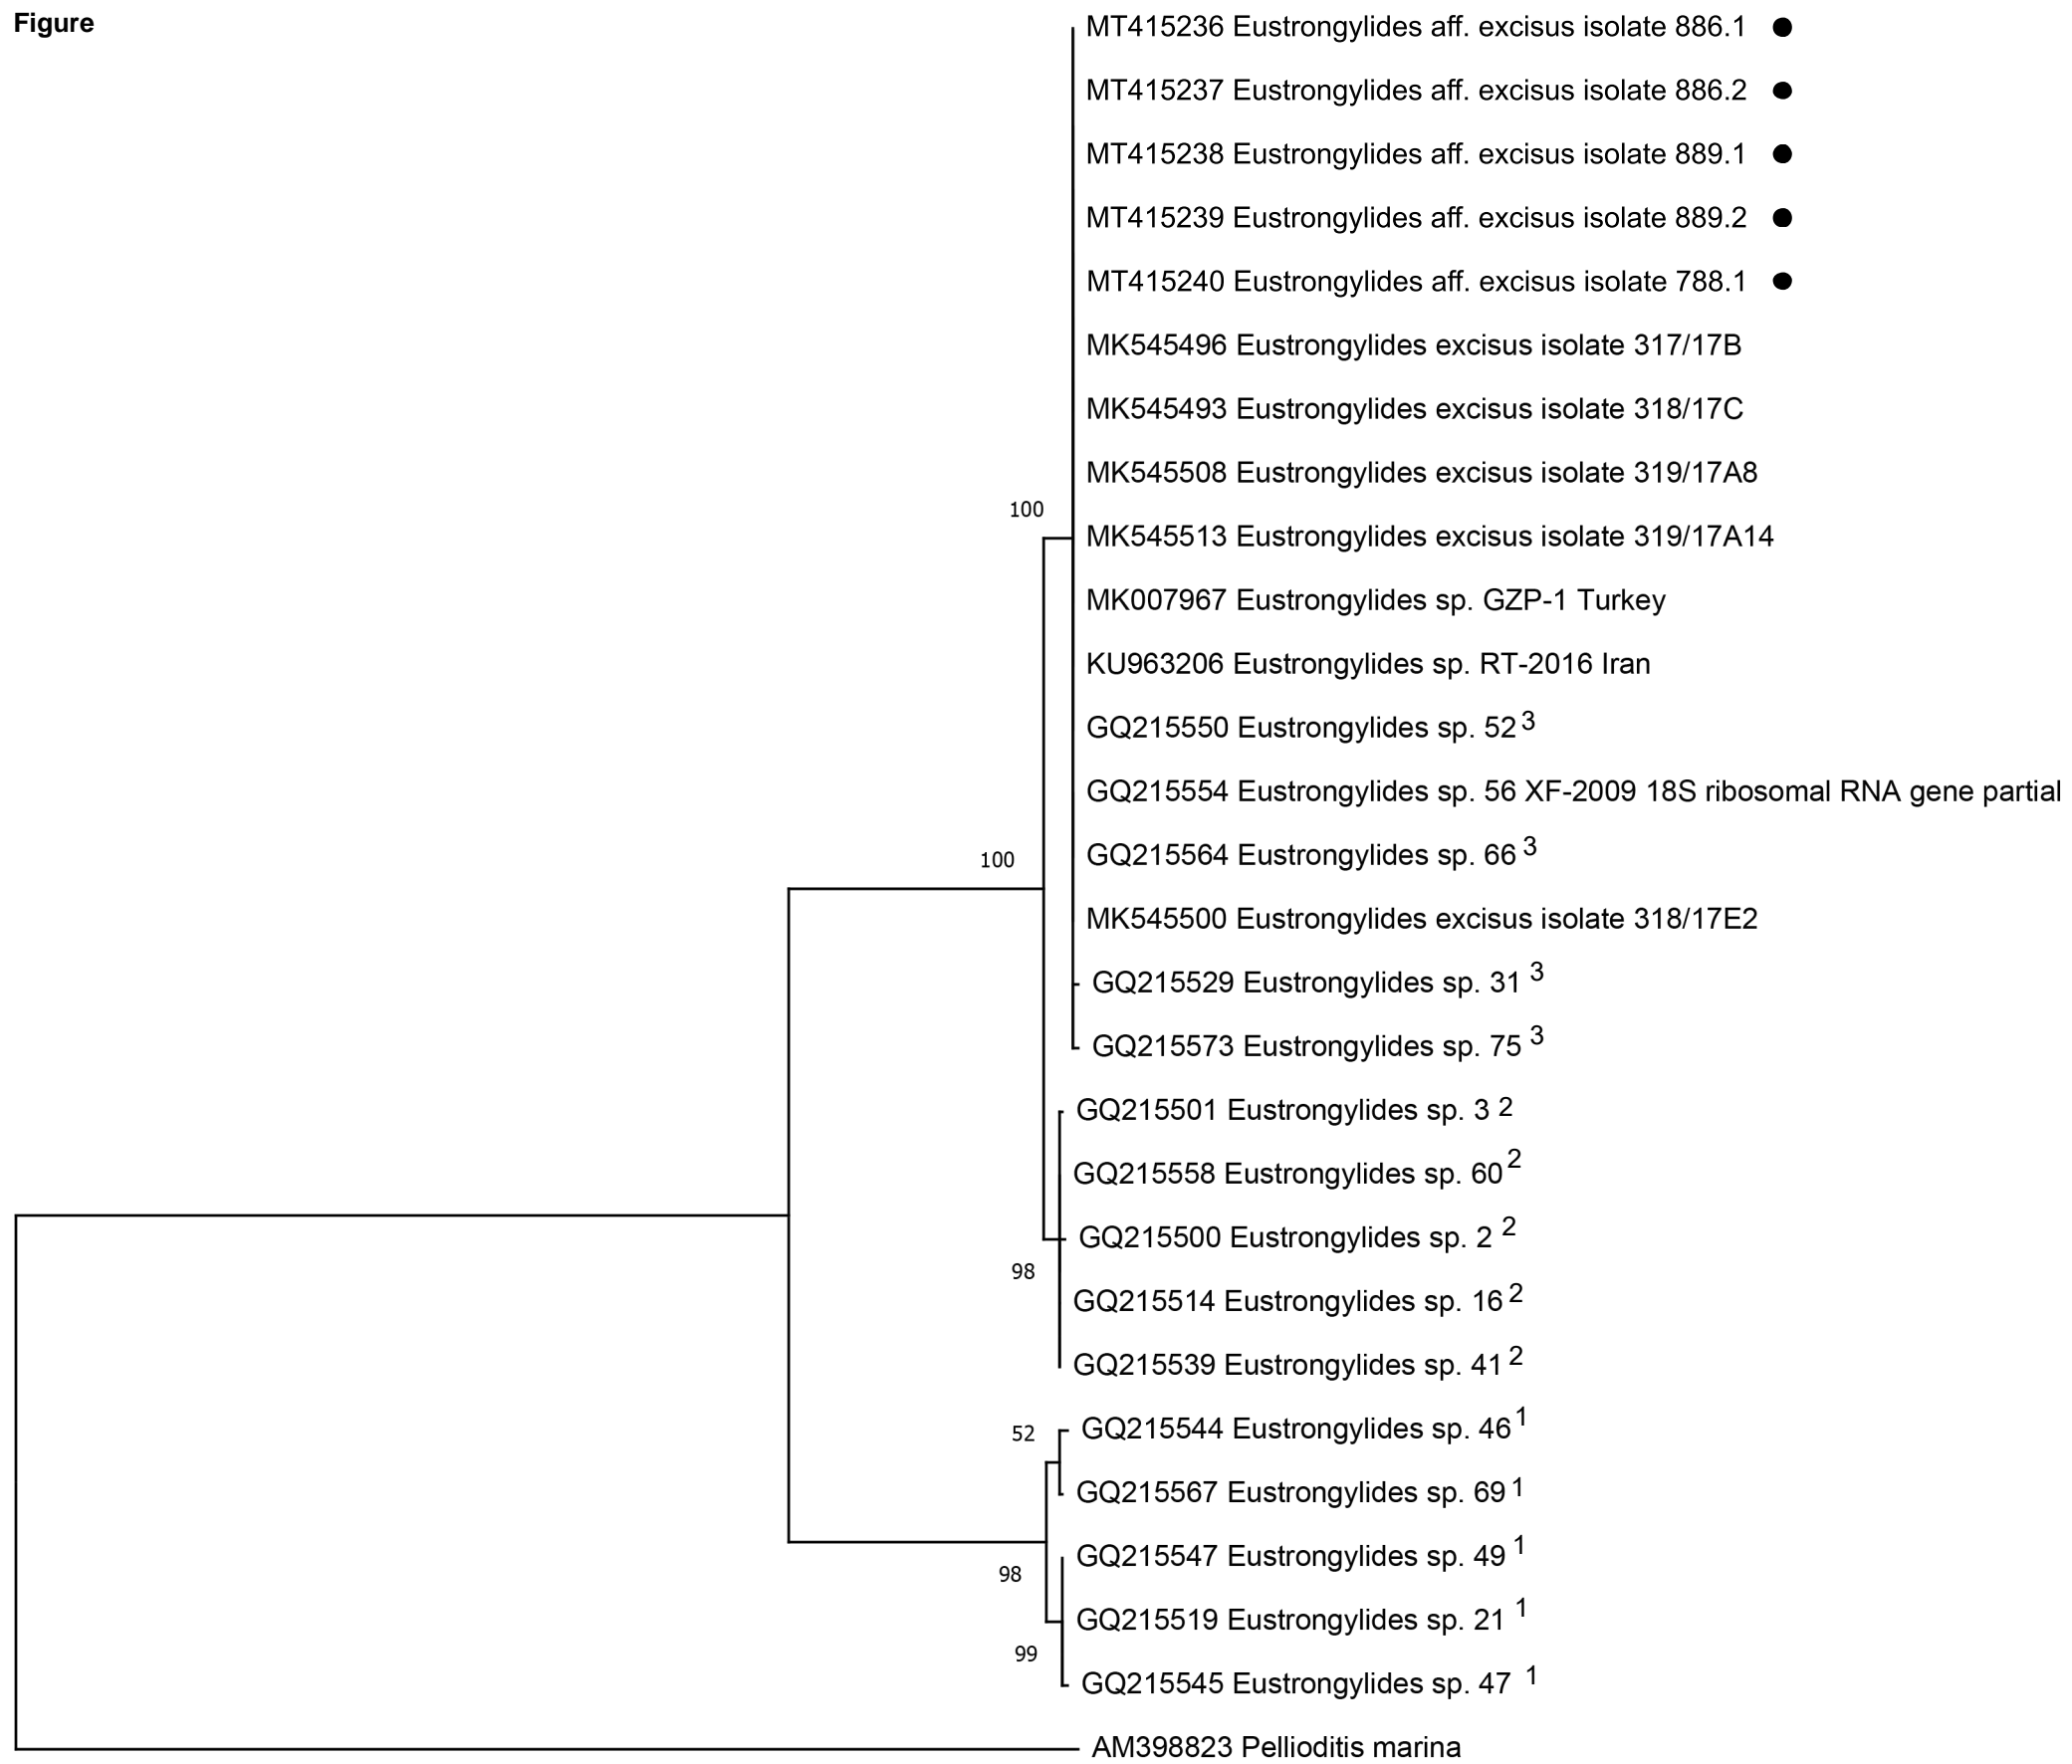 Figure
MT415236 Eustrongylides aff. excisus isolate 886.1 ●
MT415237 Eustrongylides aff. excisus isolate 886.2 ●
MT415238 Eustrongylides aff. excisus isolate 889.1 ●
MT415239 Eustrongylides aff. excisus isolate 889.2 ●
MT415240 Eustrongylides aff. excisus isolate 788.1 ●
MK545496 Eustrongylides excisus isolate 317/17B
MK545493 Eustrongylides excisus isolate 318/17C
MK545508 Eustrongylides excisus isolate 319/17A8
100
MK545513 Eustrongylides excisus isolate 319/17A14
MK007967 Eustrongylides sp. GZP-1 Turkey
KU963206 Eustrongylides sp. RT-2016 Iran
GQ215550 Eustrongylides sp. 52 3
GQ215554 Eustrongylides sp. 56 XF-2009 18S ribosomal RNA gene partial
GQ215564 Eustrongylides sp. 66 3
100
MK545500 Eustrongylides excisus isolate 318/17E2
GQ215529 Eustrongylides sp. 31 3
GQ215573 Eustrongylides sp. 75 3
GQ215501 Eustrongylides sp. 3 2
GQ215558 Eustrongylides sp. 60 2
GQ215500 Eustrongylides sp. 2 2
98
GQ215514 Eustrongylides sp. 16 2
GQ215539 Eustrongylides sp. 41 2
52
GQ215544 Eustrongylides sp. 46 1
GQ215567 Eustrongylides sp. 69 1
GQ215547 Eustrongylides sp. 49 1
98
GQ215519 Eustrongylides sp. 21 1
99
GQ215545 Eustrongylides sp. 47 1
AM398823 Pellioditis marina